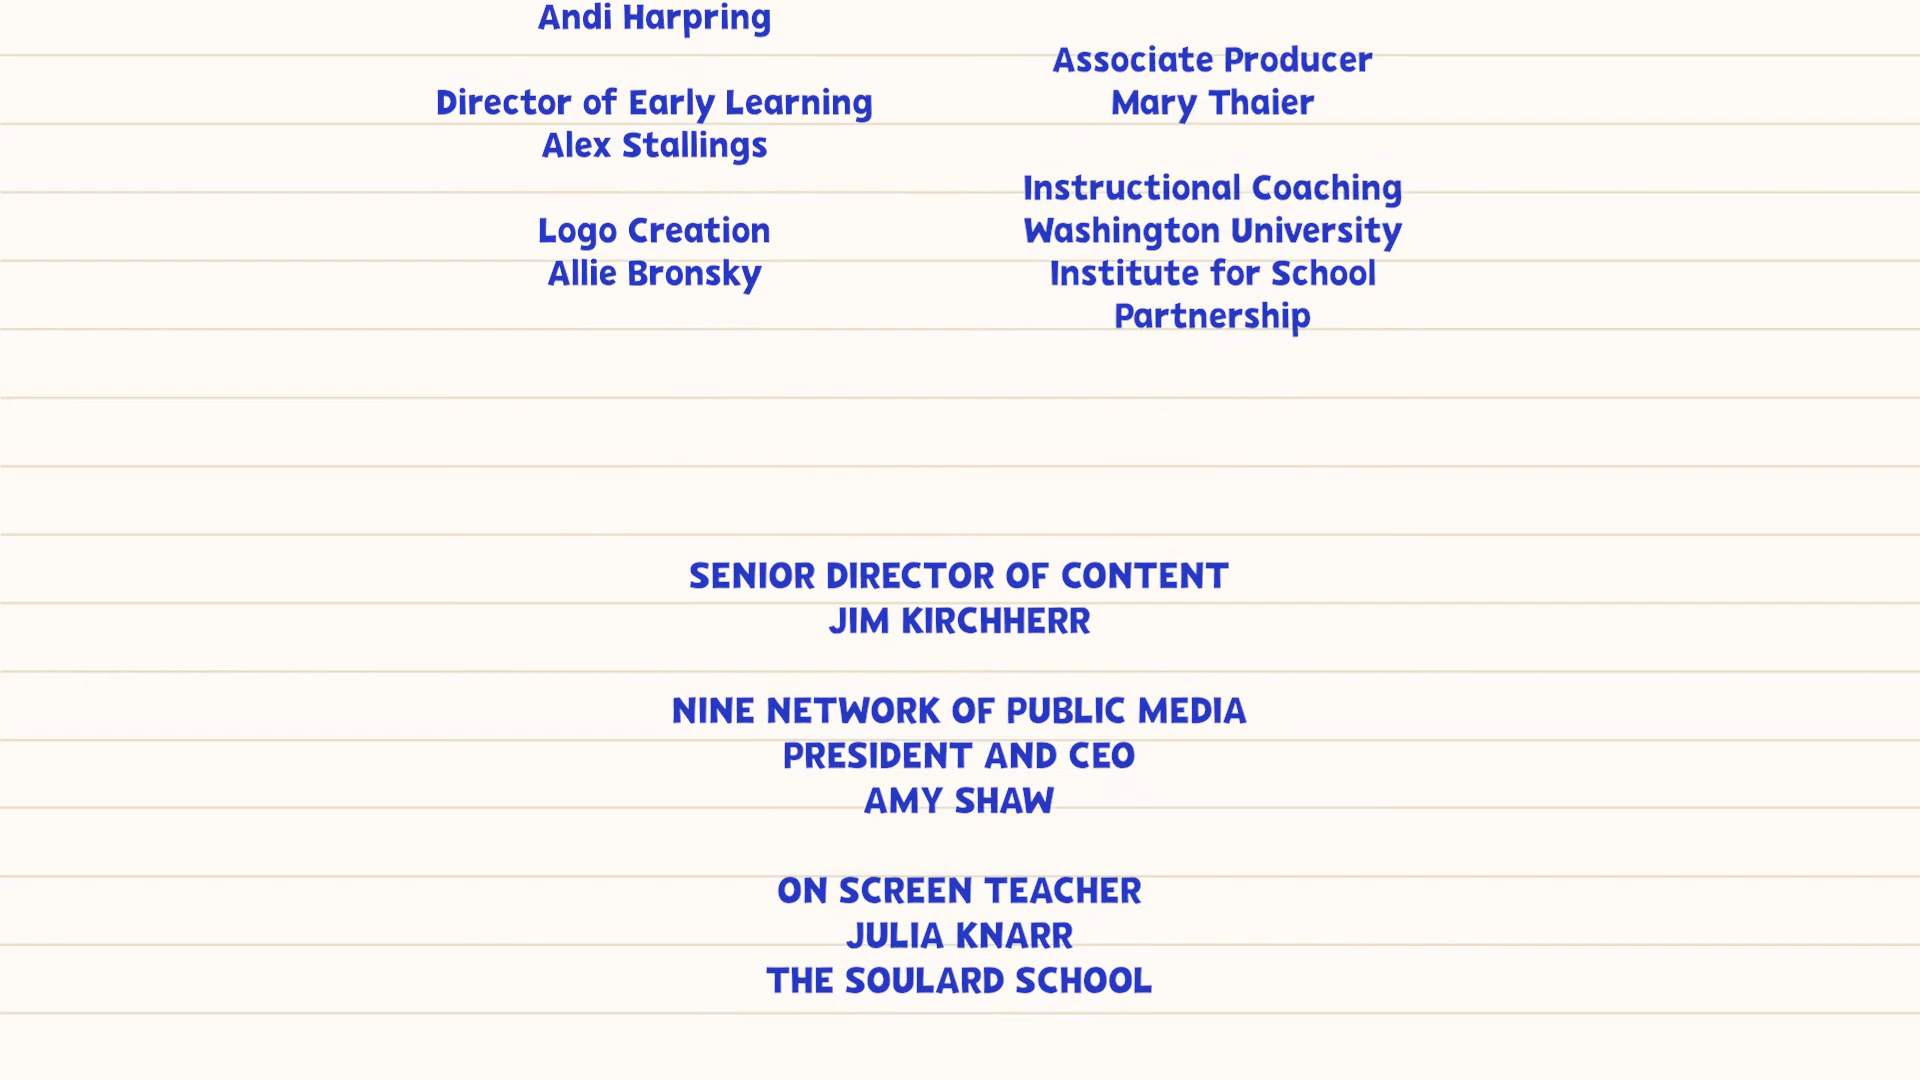 Andi Harpring
Director of Early Learning
Alex Stallings
Logo Creation
Allie Bronsky
Associate Producer
Mary Thaier
Instructional Coaching
Washington University
Institute for School
Partnership
SENIOR DIRECTOR OF CONTENT
JIM KIRCHHERR
NINE NETWORK OF PUBLIC MEDIA
PRESIDENT AND CEO
AMY SHAW
ON SCREEN TEACHER
JULIA KNARR
THE SOULARD SCHOOL